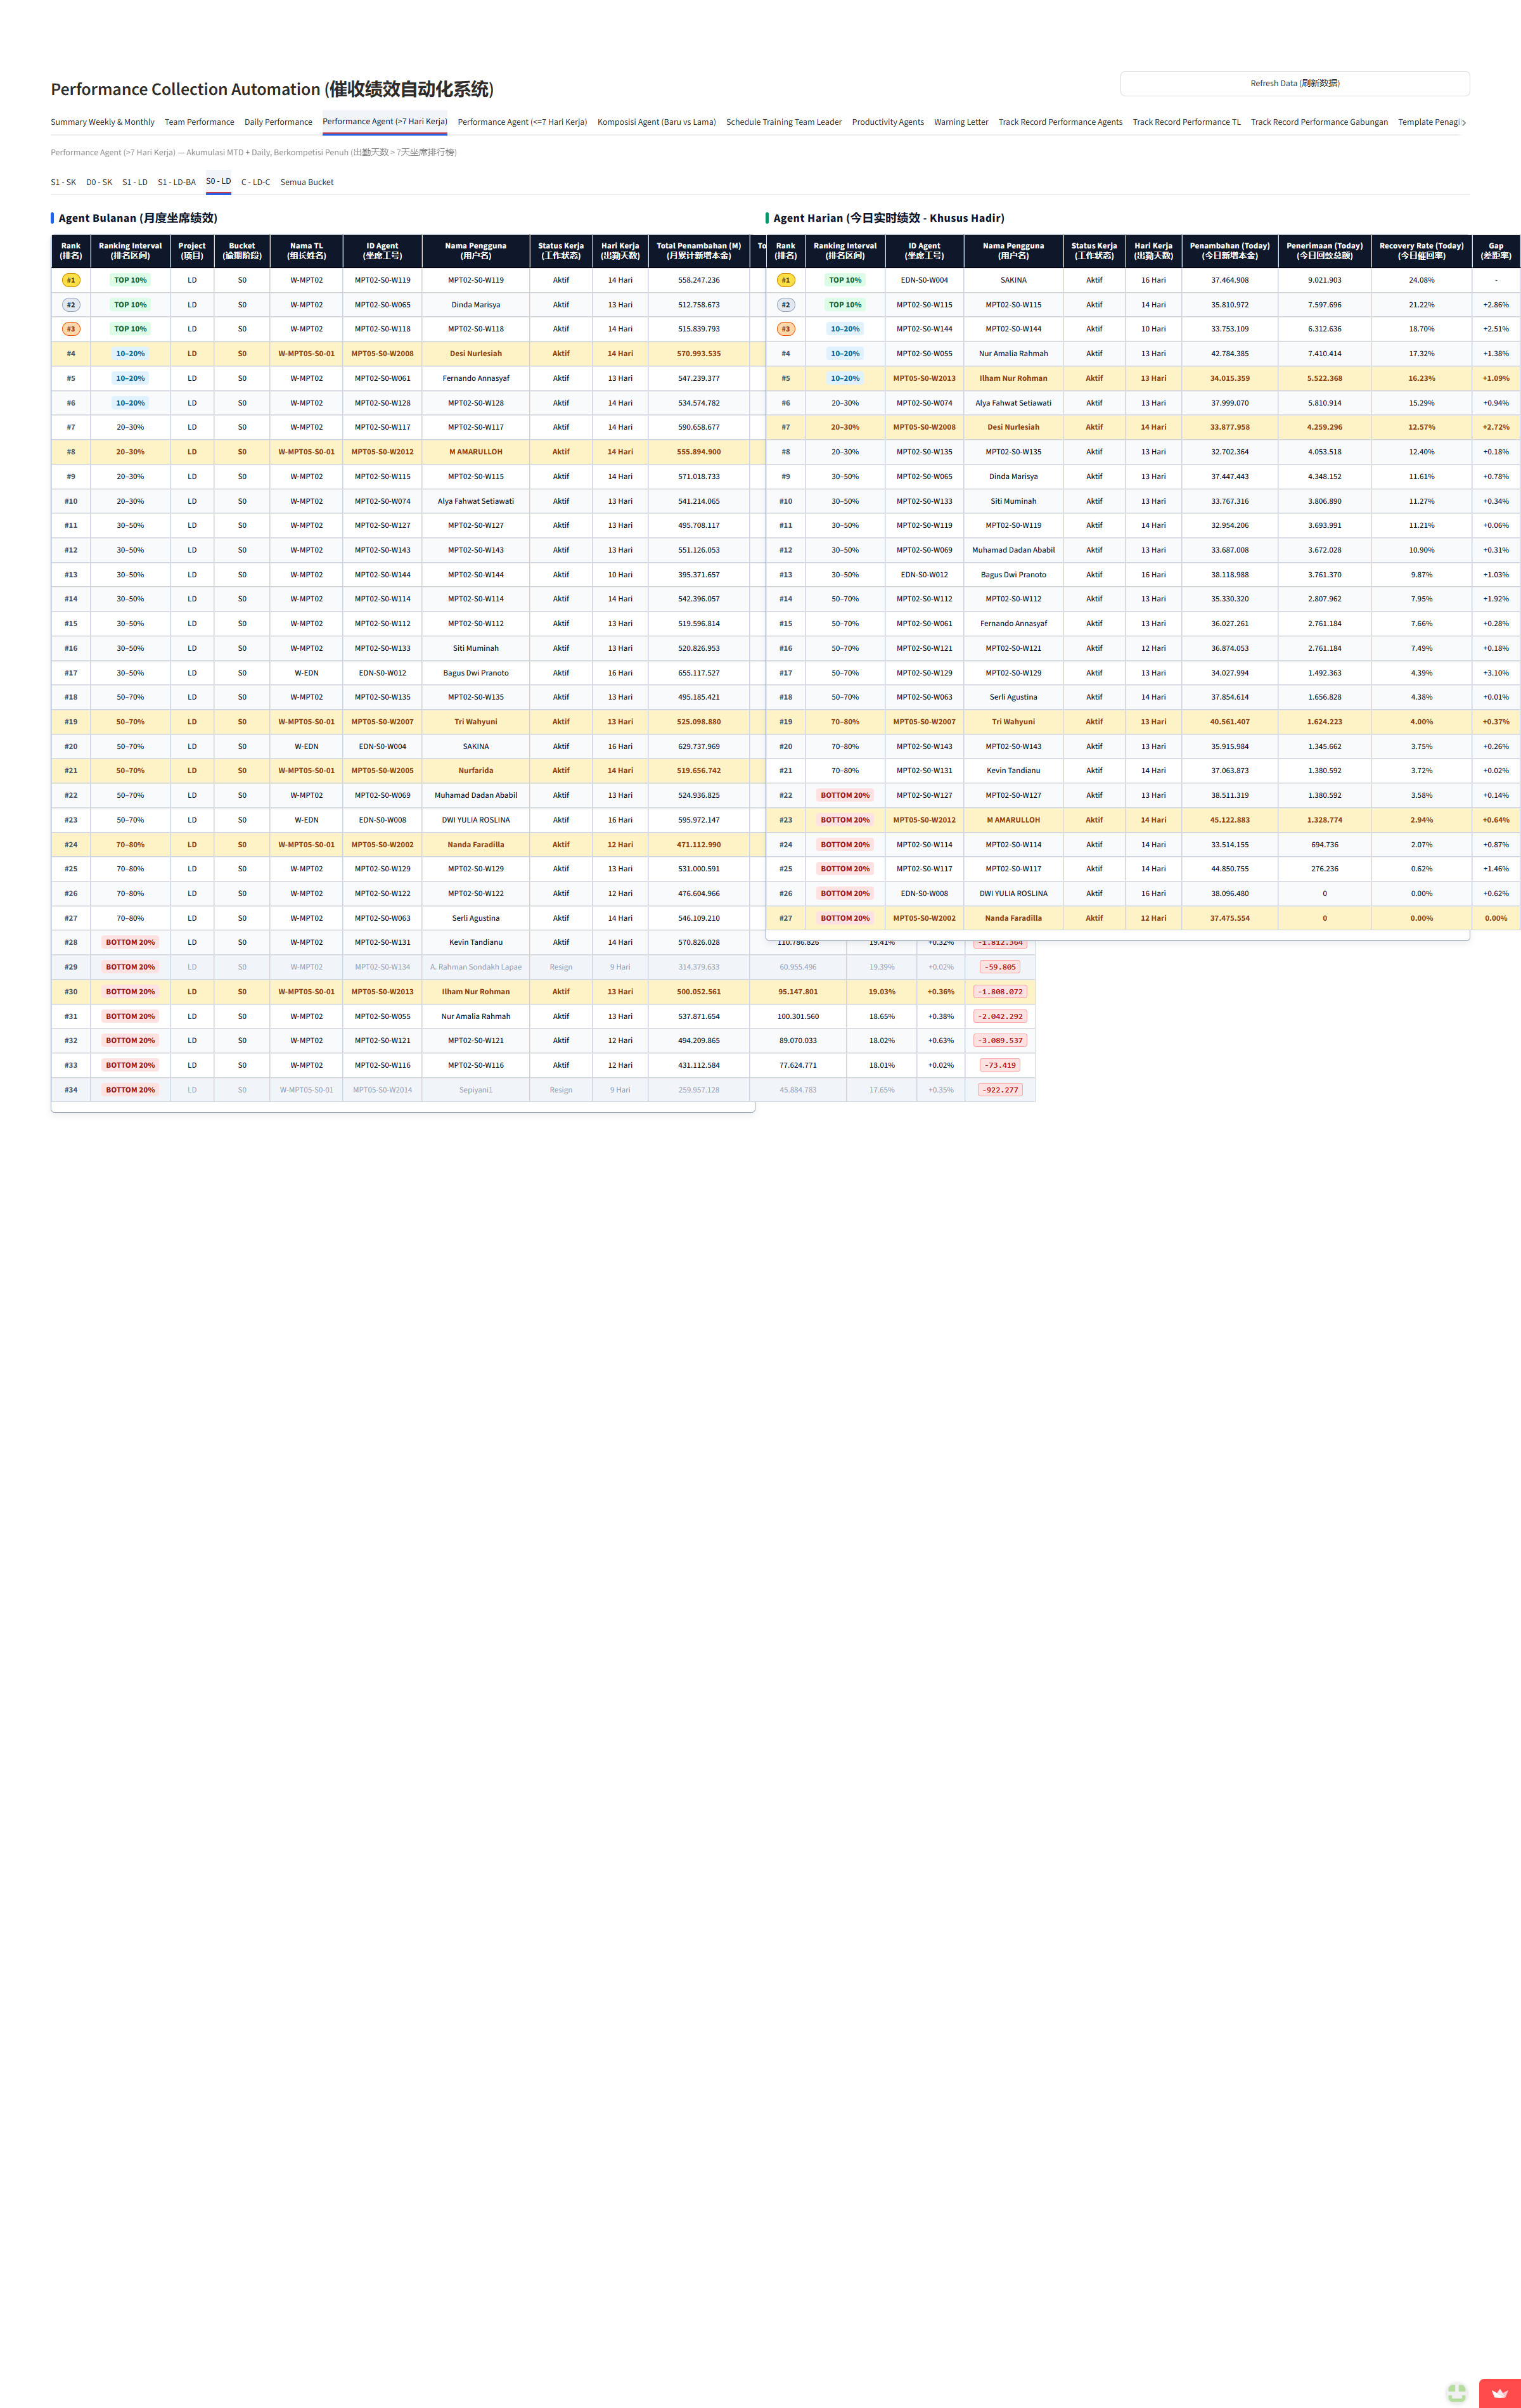 Performance Collection Automation (催收绩效自动化系统)
Refresh Data (刷新数据)
Summary Weekly & Monthly Team Performance Daily Performance Performance Agent (>7 Hari Kerja) Performance Agent (<=7 Hari Kerja) Komposisi Agent (Baru vs Lama) Schedule Training Team Leader Productivity Agents Warning Letter Track Record Performance Agents Track Record Performance TL Track Record Performance Gabungan Template Penagi
Performance Agent (>7 Hari Kerja) — Akumulasi MTD + Daily, Berkompetisi Penuh (出勤天数 > 7天坐席排行榜)
S1 - SK D0 - SK S1 - LD S1 - LD-BA S0 - LD C - LD-C Semua Bucket
Agent Bulanan (月度坐席绩效)
Rank Ranking Interval Project Bucket Nama TL ID Agent Nama Pengguna Status Kerja Hari Kerja Total Penambahan (M) To
(排名) (排名区间) (项目) (逾期阶段) (组长姓名) (坐席工号) (用户名) (工作状态) (出勤天数) (月累计新增本金)
#1 TOP 10% LD S0 W-MPT02 MPT02-S0-W119 MPT02-S0-W119 Aktif 14 Hari 558.247.236
#2 TOP 10% LD S0 W-MPT02 MPT02-S0-W065 Dinda Marisya Aktif 13 Hari 512.758.673
#3 TOP 10% LD S0 W-MPT02 MPT02-S0-W118 MPT02-S0-W118 Aktif 14 Hari 515.839.793
#4 10–20% LD S0 W-MPT05-S0-01 MPT05-S0-W2008 Desi Nurlesiah Aktif 14 Hari 570.993.535
#5 10–20% LD S0 W-MPT02 MPT02-S0-W061 Fernando Annasyaf Aktif 13 Hari 547.239.377
#6 10–20% LD S0 W-MPT02 MPT02-S0-W128 MPT02-S0-W128 Aktif 14 Hari 534.574.782
#7 20–30% LD S0 W-MPT02 MPT02-S0-W117 MPT02-S0-W117 Aktif 14 Hari 590.658.677
#8 20–30% LD S0 W-MPT05-S0-01 MPT05-S0-W2012 M AMARULLOH Aktif 14 Hari 555.894.900
#9 20–30% LD S0 W-MPT02 MPT02-S0-W115 MPT02-S0-W115 Aktif 14 Hari 571.018.733
#10 20–30% LD S0 W-MPT02 MPT02-S0-W074 Alya Fahwat Setiawati Aktif 13 Hari 541.214.065
#11 30–50% LD S0 W-MPT02 MPT02-S0-W127 MPT02-S0-W127 Aktif 14 Hari 495.708.117
#12 30–50% LD S0 W-MPT02 MPT02-S0-W143 MPT02-S0-W143 Aktif 13 Hari 551.126.053
#13 30–50% LD S0 W-MPT02 MPT02-S0-W144 MPT02-S0-W144 Aktif 10 Hari 395.371.657
#14 30–50% LD S0 W-MPT02 MPT02-S0-W114 MPT02-S0-W114 Aktif 14 Hari 542.396.057
#15 30–50% LD S0 W-MPT02 MPT02-S0-W112 MPT02-S0-W112 Aktif 13 Hari 519.596.814
#16 30–50% LD S0 W-MPT02 MPT02-S0-W133 Siti Muminah Aktif 13 Hari 520.826.953
#17 30–50% LD S0 W-EDN EDN-S0-W012 Bagus Dwi Pranoto Aktif 16 Hari 655.117.527
#18 50–70% LD S0 W-MPT02 MPT02-S0-W135 MPT02-S0-W135 Aktif 13 Hari 495.185.421
#19 50–70% LD S0 W-MPT05-S0-01 MPT05-S0-W2007 Tri Wahyuni Aktif 13 Hari 525.098.880
#20 50–70% LD S0 W-EDN EDN-S0-W004 SAKINA Aktif 16 Hari 629.737.969
#21 50–70% LD S0 W-MPT05-S0-01 MPT05-S0-W2005 Nurfarida Aktif 14 Hari 519.656.742
#22 50–70% LD S0 W-MPT02 MPT02-S0-W069 Muhamad Dadan Ababil Aktif 13 Hari 524.936.825
#23 50–70% LD S0 W-EDN EDN-S0-W008 DWI YULIA ROSLINA Aktif 16 Hari 595.972.147
#24 70–80% LD S0 W-MPT05-S0-01 MPT05-S0-W2002 Nanda Faradilla Aktif 12 Hari 471.112.990
#25 70–80% LD S0 W-MPT02 MPT02-S0-W129 MPT02-S0-W129 Aktif 13 Hari 531.000.591
#26 70–80% LD S0 W-MPT02 MPT02-S0-W122 MPT02-S0-W122 Aktif 12 Hari 476.604.966
#27 70–80% LD S0 W-MPT02 MPT02-S0-W063 Serli Agustina Aktif 14 Hari 546.109.210
#28 BOTTOM 20% LD S0 W-MPT02 MPT02-S0-W131 Kevin Tandianu Aktif 14 Hari 570.826.028 110.786.826 19.41% +0.32% -1.812.364
#29 BOTTOM 20% LD S0 W-MPT02 MPT02-S0-W134 A. Rahman Sondakh Lapae Resign 9 Hari 314.379.633 60.955.496 19.39% +0.02% -59.805
#30 BOTTOM 20% LD S0 W-MPT05-S0-01 MPT05-S0-W2013 Ilham Nur Rohman Aktif 13 Hari 500.052.561 95.147.801 19.03% +0.36% -1.808.072
#31 BOTTOM 20% LD S0 W-MPT02 MPT02-S0-W055 Nur Amalia Rahmah Aktif 13 Hari 537.871.654 100.301.560 18.65% +0.38% -2.042.292
#32 BOTTOM 20% LD S0 W-MPT02 MPT02-S0-W121 MPT02-S0-W121 Aktif 12 Hari 494.209.865 89.070.033 18.02% +0.63% -3.089.537
#33 BOTTOM 20% LD S0 W-MPT02 MPT02-S0-W116 MPT02-S0-W116 Aktif 12 Hari 431.112.584 77.624.771 18.01% +0.02% -73.419
#34 BOTTOM 20% LD S0 W-MPT05-S0-01 MPT05-S0-W2014 Sepiyani1 Resign 9 Hari 259.957.128 45.884.783 17.65% +0.35% -922.277
Agent Harian (今日实时绩效 - Khusus Hadir)
Rank Ranking Interval ID Agent Nama Pengguna Status Kerja Hari Kerja Penambahan (Today) Penerimaan (Today) Recovery Rate (Today) Gap
(排名) (排名区间) (坐席工号) (用户名) (工作状态) (出勤天数) (今日新增本金) (今日回款总额) (今日催回率) (差距率)
#1 TOP 10% EDN-S0-W004 SAKINA Aktif 16 Hari 37.464.908 9.021.903 24.08% -
#2 TOP 10% MPT02-S0-W115 MPT02-S0-W115 Aktif 14 Hari 35.810.972 7.597.696 21.22% +2.86%
#3 10–20% MPT02-S0-W144 MPT02-S0-W144 Aktif 10 Hari 33.753.109 6.312.636 18.70% +2.51%
#4 10–20% MPT02-S0-W055 Nur Amalia Rahmah Aktif 13 Hari 42.784.385 7.410.414 17.32% +1.38%
#5 10–20% MPT05-S0-W2013 Ilham Nur Rohman Aktif 13 Hari 34.015.359 5.522.368 16.23% +1.09%
#6 20–30% MPT02-S0-W074 Alya Fahwat Setiawati Aktif 13 Hari 37.999.070 5.810.914 15.29% +0.94%
#7 20–30% MPT05-S0-W2008 Desi Nurlesiah Aktif 14 Hari 33.877.958 4.259.296 12.57% +2.72%
#8 20–30% MPT02-S0-W135 MPT02-S0-W135 Aktif 13 Hari 32.702.364 4.053.518 12.40% +0.18%
#9 30–50% MPT02-S0-W065 Dinda Marisya Aktif 13 Hari 37.447.443 4.348.152 11.61% +0.78%
#10 30–50% MPT02-S0-W133 Siti Muminah Aktif 13 Hari 33.767.316 3.806.890 11.27% +0.34%
#11 30–50% MPT02-S0-W119 MPT02-S0-W119 Aktif 14 Hari 32.954.206 3.693.991 11.21% +0.06%
#12 30–50% MPT02-S0-W069 Muhamad Dadan Ababil Aktif 13 Hari 33.687.008 3.672.028 10.90% +0.31%
#13 30–50% EDN-S0-W012 Bagus Dwi Pranoto Aktif 16 Hari 38.118.988 3.761.370 9.87% +1.03%
#14 50–70% MPT02-S0-W112 MPT02-S0-W112 Aktif 13 Hari 35.330.320 2.807.962 7.95% +1.92%
#15 50–70% MPT02-S0-W061 Fernando Annasyaf Aktif 13 Hari 36.027.261 2.761.184 7.66% +0.28%
#16 50–70% MPT02-S0-W121 MPT02-S0-W121 Aktif 12 Hari 36.874.053 2.761.184 7.49% +0.18%
#17 50–70% MPT02-S0-W129 MPT02-S0-W129 Aktif 13 Hari 34.027.994 1.492.363 4.39% +3.10%
#18 50–70% MPT02-S0-W063 Serli Agustina Aktif 14 Hari 37.854.614 1.656.828 4.38% +0.01%
#19 70–80% MPT05-S0-W2007 Tri Wahyuni Aktif 13 Hari 40.561.407 1.624.223 4.00% +0.37%
#20 70–80% MPT02-S0-W143 MPT02-S0-W143 Aktif 13 Hari 35.915.984 1.345.662 3.75% +0.26%
#21 70–80% MPT02-S0-W131 Kevin Tandianu Aktif 14 Hari 37.063.873 1.380.592 3.72% +0.02%
#22 BOTTOM 20% MPT02-S0-W127 MPT02-S0-W127 Aktif 14 Hari 38.511.319 1.380.592 3.58% +0.14%
#23 BOTTOM 20% MPT05-S0-W2012 M AMARULLOH Aktif 14 Hari 45.122.883 1.328.774 2.94% +0.64%
#24 BOTTOM 20% MPT02-S0-W114 MPT02-S0-W114 Aktif 14 Hari 33.514.155 694.736 2.07% +0.87%
#25 BOTTOM 20% MPT02-S0-W117 MPT02-S0-W117 Aktif 14 Hari 44.850.755 276.236 0.62% +1.46%
#26 BOTTOM 20% EDN-S0-W008 DWI YULIA ROSLINA Aktif 16 Hari 38.096.480 0 0.00% +0.62%
#27 BOTTOM 20% MPT05-S0-W2002 Nanda Faradilla Aktif 12 Hari 37.475.554 0 0.00% 0.00%